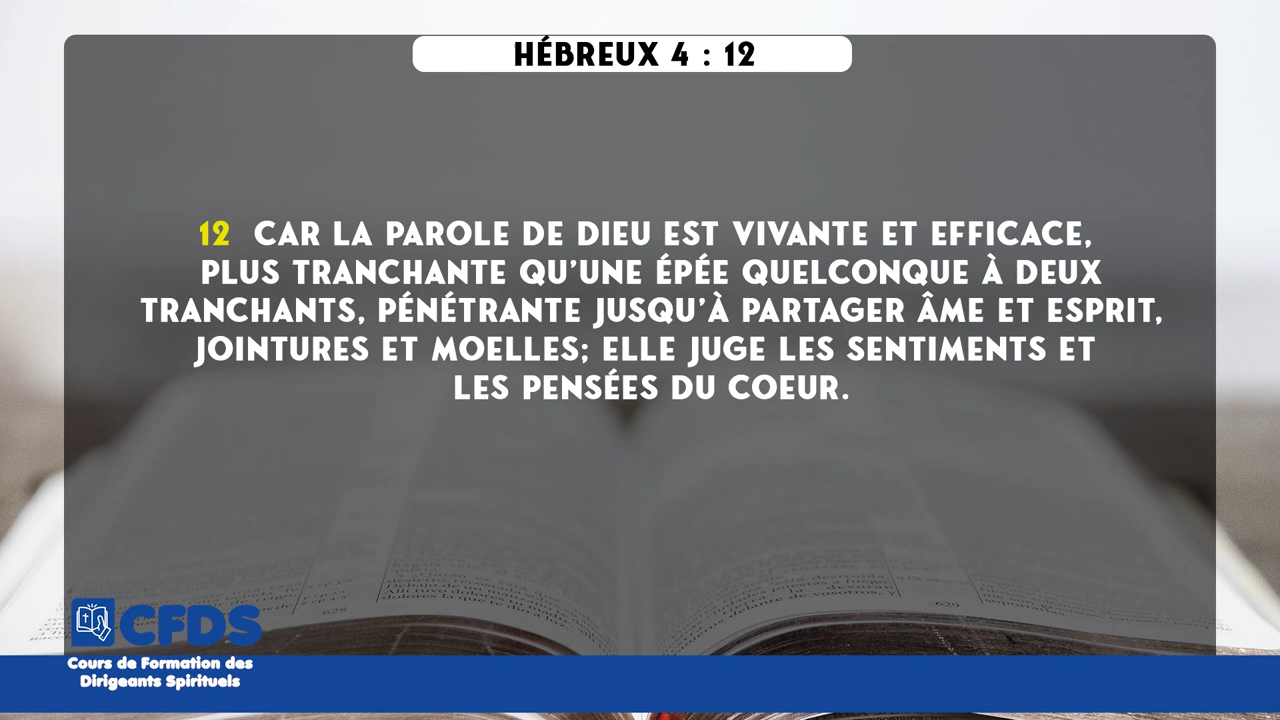 HÉBREUX 4 : 12
12 CAR LA PAROLE DE DIEU EST VIVANTE ET EFFICACE,
PLUS TRANCHANTE QU'UNE ÉPÉE QUELCONQUE À DEUX
TRANCHANTS, PÉNÉTRANTE JUSQU'À PARTAGER ÂME ET ESPRIT,
JOINTURES ET MOELLES; ELLE JUGE LES SENTIMENTS ET
LES PENSÉES DU COEUR.
628
629
CFDS
Cours de Formation des
Dirigeants Spirituels